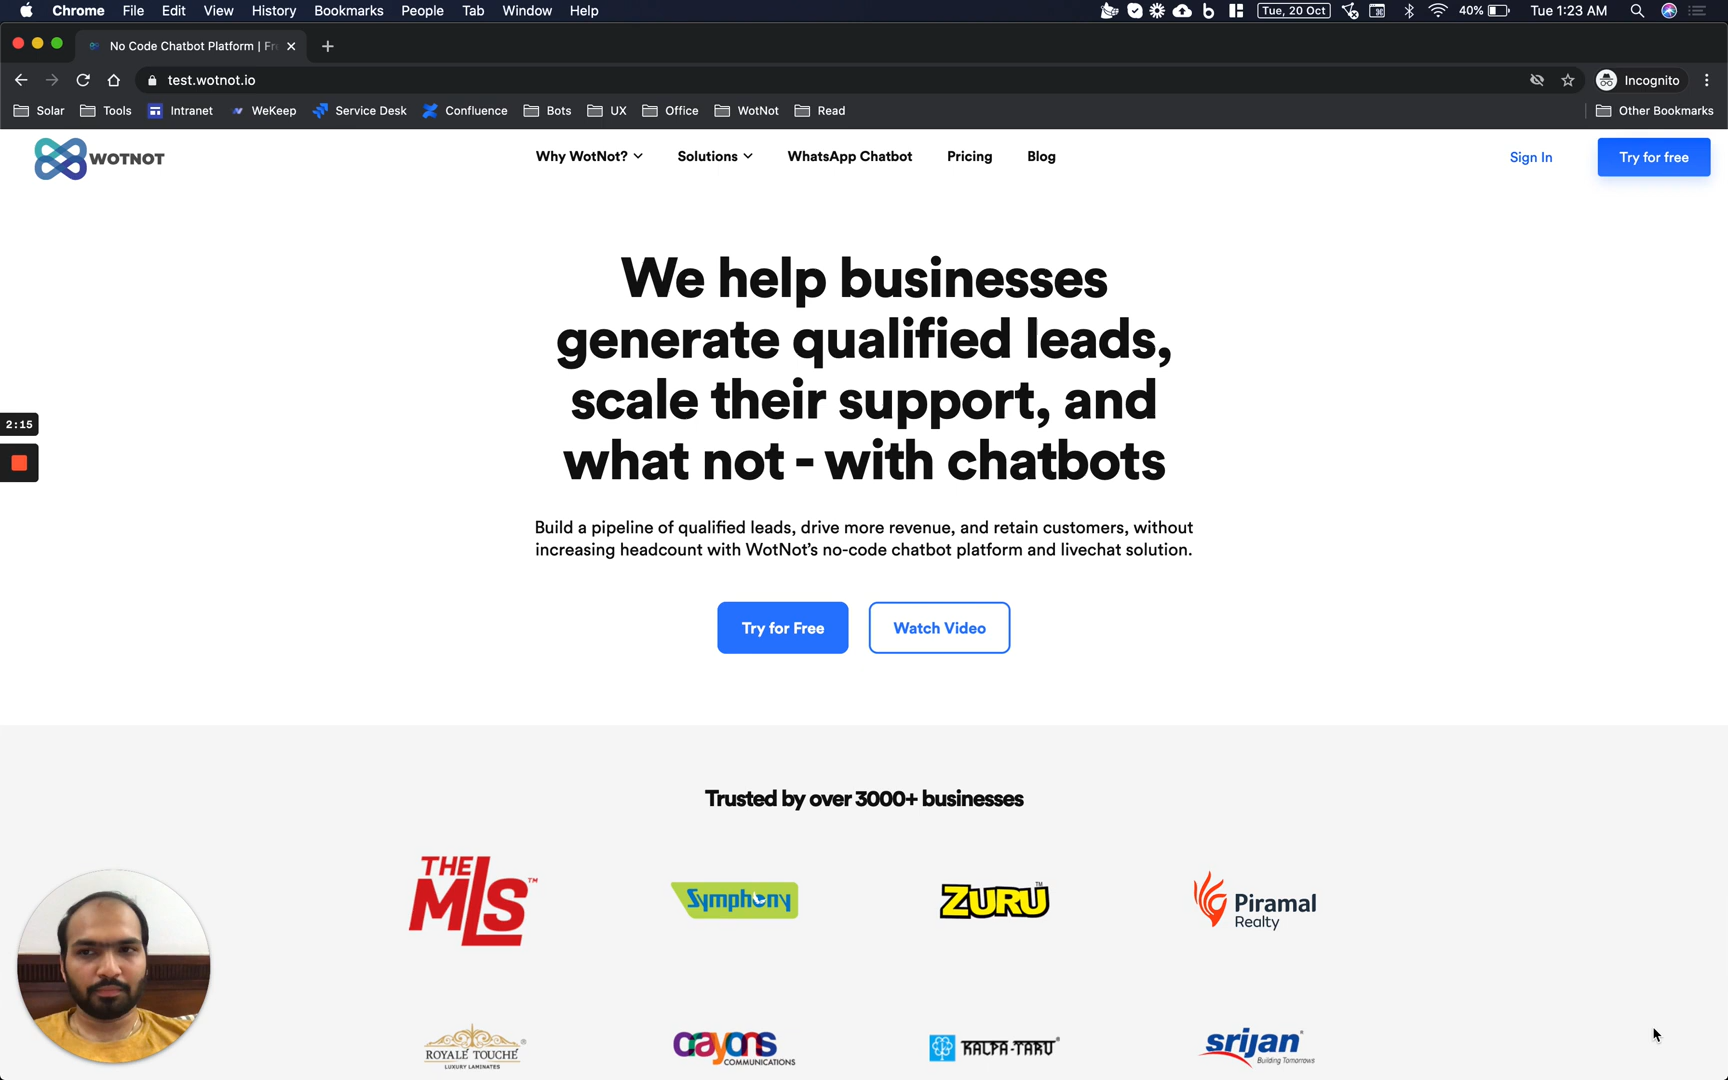 Chrome File Edit View History Bookmarks People Tab Window Help Tue, 20 Oct 40% Tue 1:23 AM
No Code Chatbot Platform | Fr
test.wotnot.io Incognito
Solar Tools Intranet WeKeep Service Desk Confluence Bots UX Office WotNot Read Other Bookmarks
WOTNOT Why WotNot? Solutions WhatsApp Chatbot Pricing Blog Sign In Try for free
We help businesses
generate qualified leads,
scale their support, and
what not - with chatbots
2:15
Build a pipeline of qualified leads, drive more revenue, and retain customers, without
increasing headcount with WotNot’s no-code chatbot platform and livechat solution.
Try for Free Watch Video
Trusted by over 3000+ businesses
THE MLS™ Symphony ZURU™ Piramal
Realty
ROYALÉ TOUCHÉ® crayons KALPA-TARU® srijan®
LUXURY LAMINATES COMMUNICATIONS Building Tomorrows